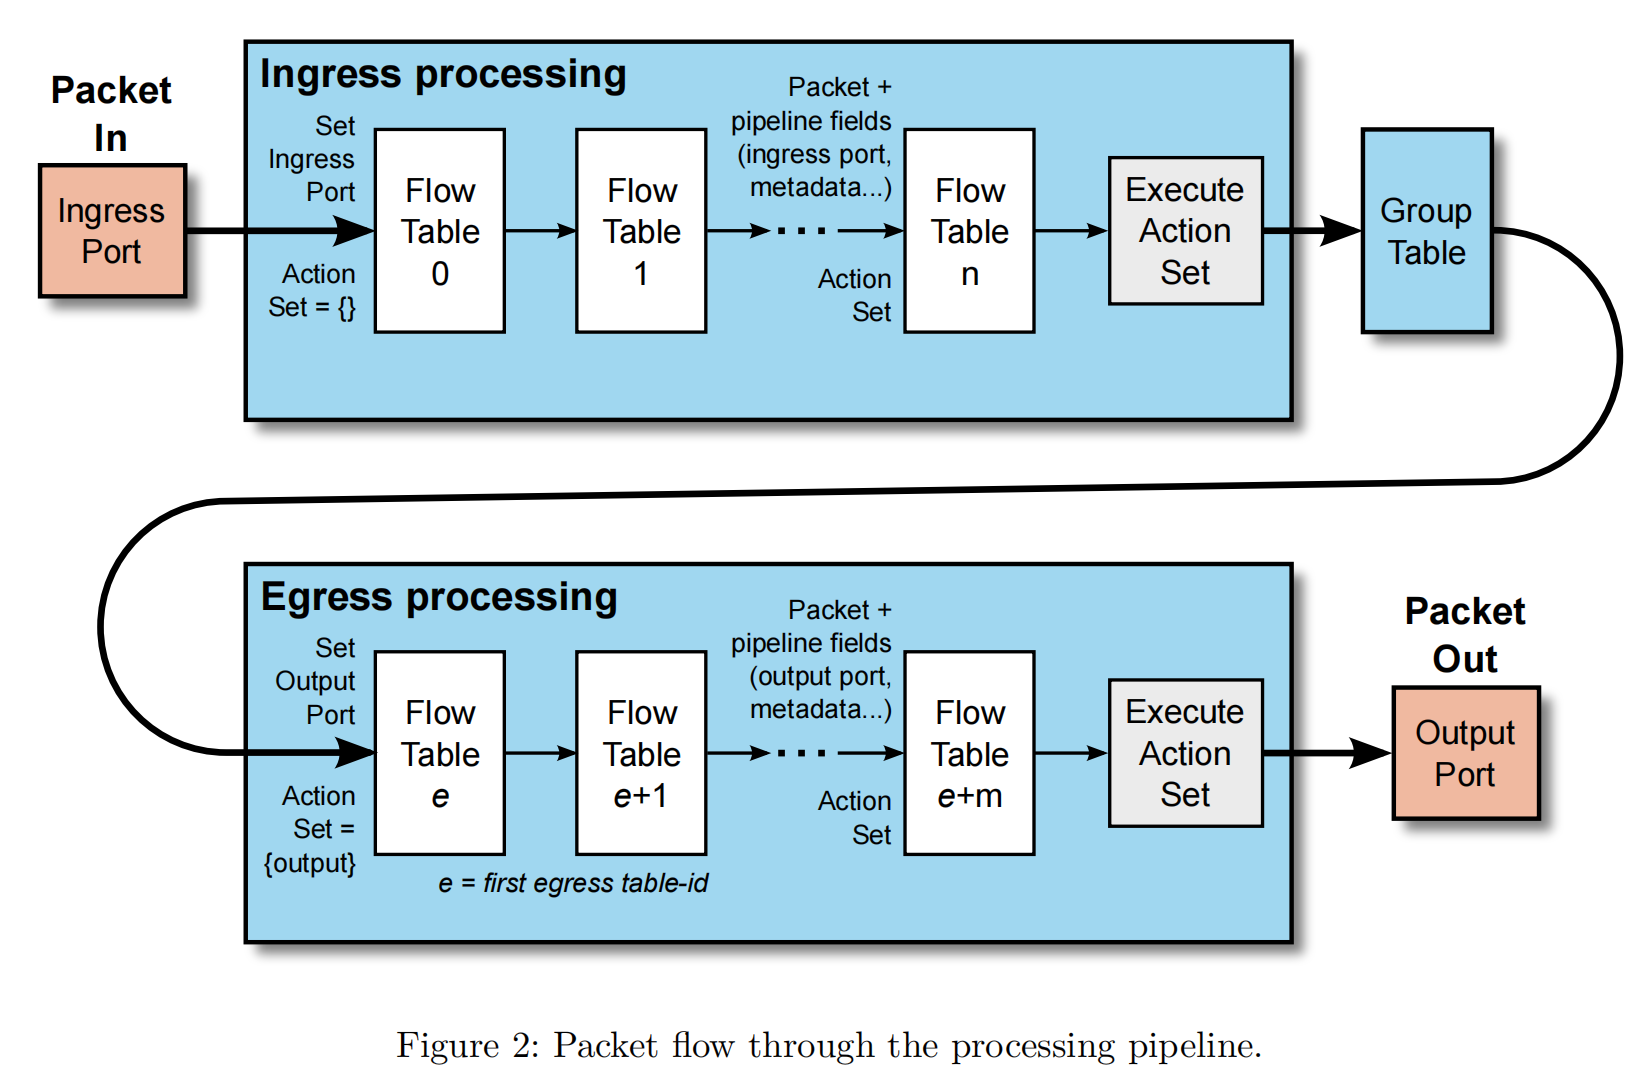 Packet
In
Ingress
Port
Ingress processing
Set
Ingress
Port
Action
Set = {}
Flow
Table
0
Flow
Table
1
Packet +
pipeline fields
(ingress port,
metadata...)
...
Action
Set
Flow
Table
n
Execute
Action
Set
Group
Table
Egress processing
Set
Output
Port
Action
Set =
{output}
Flow
Table
e
Flow
Table
e+1
e = first egress table-id
Packet +
pipeline fields
(output port,
metadata...)
...
Action
Set
Flow
Table
e+m
Execute
Action
Set
Packet
Out
Output
Port
Figure 2: Packet flow through the processing pipeline.